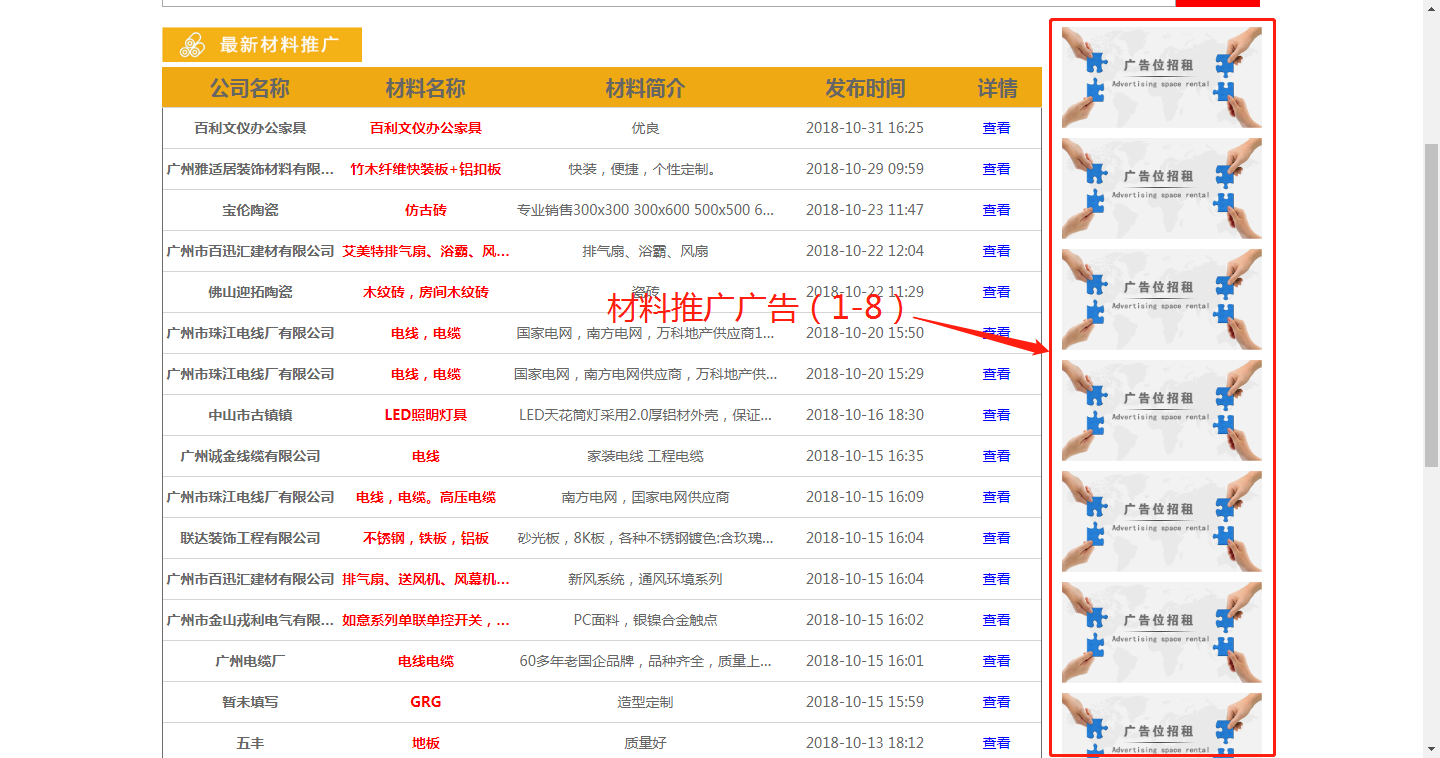 最新材料推广
公司名称 材料名称 材料简介 发布时间 详情
百利文仪办公家具 百利文仪办公家具 优良 2018-10-31 16:25 查看
广州雅适居装饰材料有限... 竹木纤维快装板+铝扣板 快装，便捷，个性定制。 2018-10-29 09:59 查看
宝伦陶瓷 仿古砖 专业销售300x300 300x600 500x500 6... 2018-10-23 11:47 查看
广州市百迅汇建材有限公司 艾美特排气扇、浴霸、风... 排气扇、浴霸、风扇 2018-10-22 12:04 查看
佛山迎拓陶瓷 木纹砖，房间木纹砖 瓷砖 2018-10-22 11:29 查看
材料推广广告（1-8）
广州市珠江电线厂有限公司 电线，电缆 国家电网，南方电网，万科地产供应商1... 2018-10-20 15:50 查看
广州市珠江电线厂有限公司 电线，电缆 国家电网，南方电网供应商，万科地产供... 2018-10-20 15:29 查看
中山市古镇镇 LED照明灯具 LED天花筒灯采用2.0厚铝材外壳，保证... 2018-10-16 18:30 查看
广州诚金线缆有限公司 电线 家装电线 工程电缆 2018-10-15 16:35 查看
广州市珠江电线厂有限公司 电线，电缆。高压电缆 南方电网，国家电网供应商 2018-10-15 16:09 查看
联达装饰工程有限公司 不锈钢，铁板，铝板 砂光板，8K板，各种不锈钢镀色:含玫瑰... 2018-10-15 16:04 查看
广州市百迅汇建材有限公司 排气扇、送风机、风幕机... 新风系统，通风环境系列 2018-10-15 16:04 查看
广州市金山戎利电气有限... 如意系列单联单控开关，... PC面料，银镍合金触点 2018-10-15 16:02 查看
广州电缆厂 电线电缆 60多年老国企品牌，品种齐全，质量上... 2018-10-15 16:01 查看
暂未填写 GRG 造型定制 2018-10-15 15:59 查看
五丰 地板 质量好 2018-10-13 18:12 查看
广告位招租
Advertising space rental
广告位招租
Advertising space rental
广告位招租
Advertising space rental
广告位招租
Advertising space rental
广告位招租
Advertising space rental
广告位招租
Advertising space rental
广告位招租
Advertising space rental